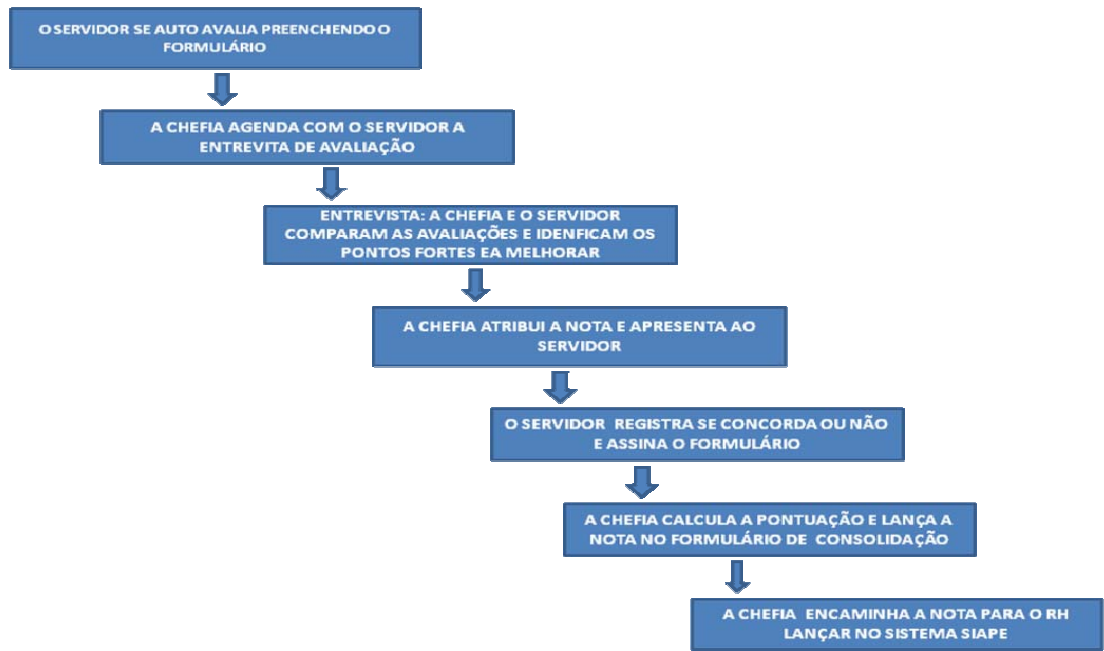 O SERVIDOR SE AUTO AVALIA PREENCHENDO O
FORMULÁRIO
A CHEFIA AGENDA COM O SERVIDOR A
ENTREVITA DE AVALIAÇÃO
ENTREVISTA: A CHEFIA E O SERVIDOR
COMPARAM AS AVALIAÇÕES E IDENFICAM OS
PONTOS FORTES EA MELHORAR
A CHEFIA ATRIBUI A NOTA E APRESENTA AO
SERVIDOR
O SERVIDOR REGISTRA SE CONCORDA OU NÃO
E ASSINA O FORMULÁRIO
A CHEFIA CALCULA A PONTUAÇÃO E LANÇA A
NOTA NO FORMULÁRIO DE CONSOLIDAÇÃO
A CHEFIA ENCAMINHA A NOTA PARA O RH
LANÇAR NO SISTEMA SIAPE